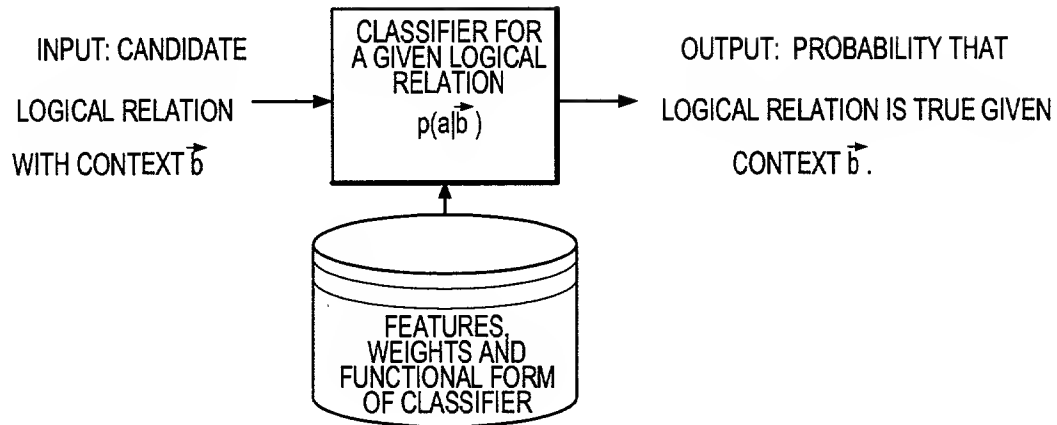 INPUT: CANDIDATE
LOGICAL RELATION
WITH CONTEXT b⃗
CLASSIFIER FOR
A GIVEN LOGICAL
RELATION
p(a|b⃗ )
OUTPUT: PROBABILITY THAT
LOGICAL RELATION IS TRUE GIVEN
CONTEXT b⃗ .
FEATURES,
WEIGHTS AND
FUNCTIONAL FORM
OF CLASSIFIER